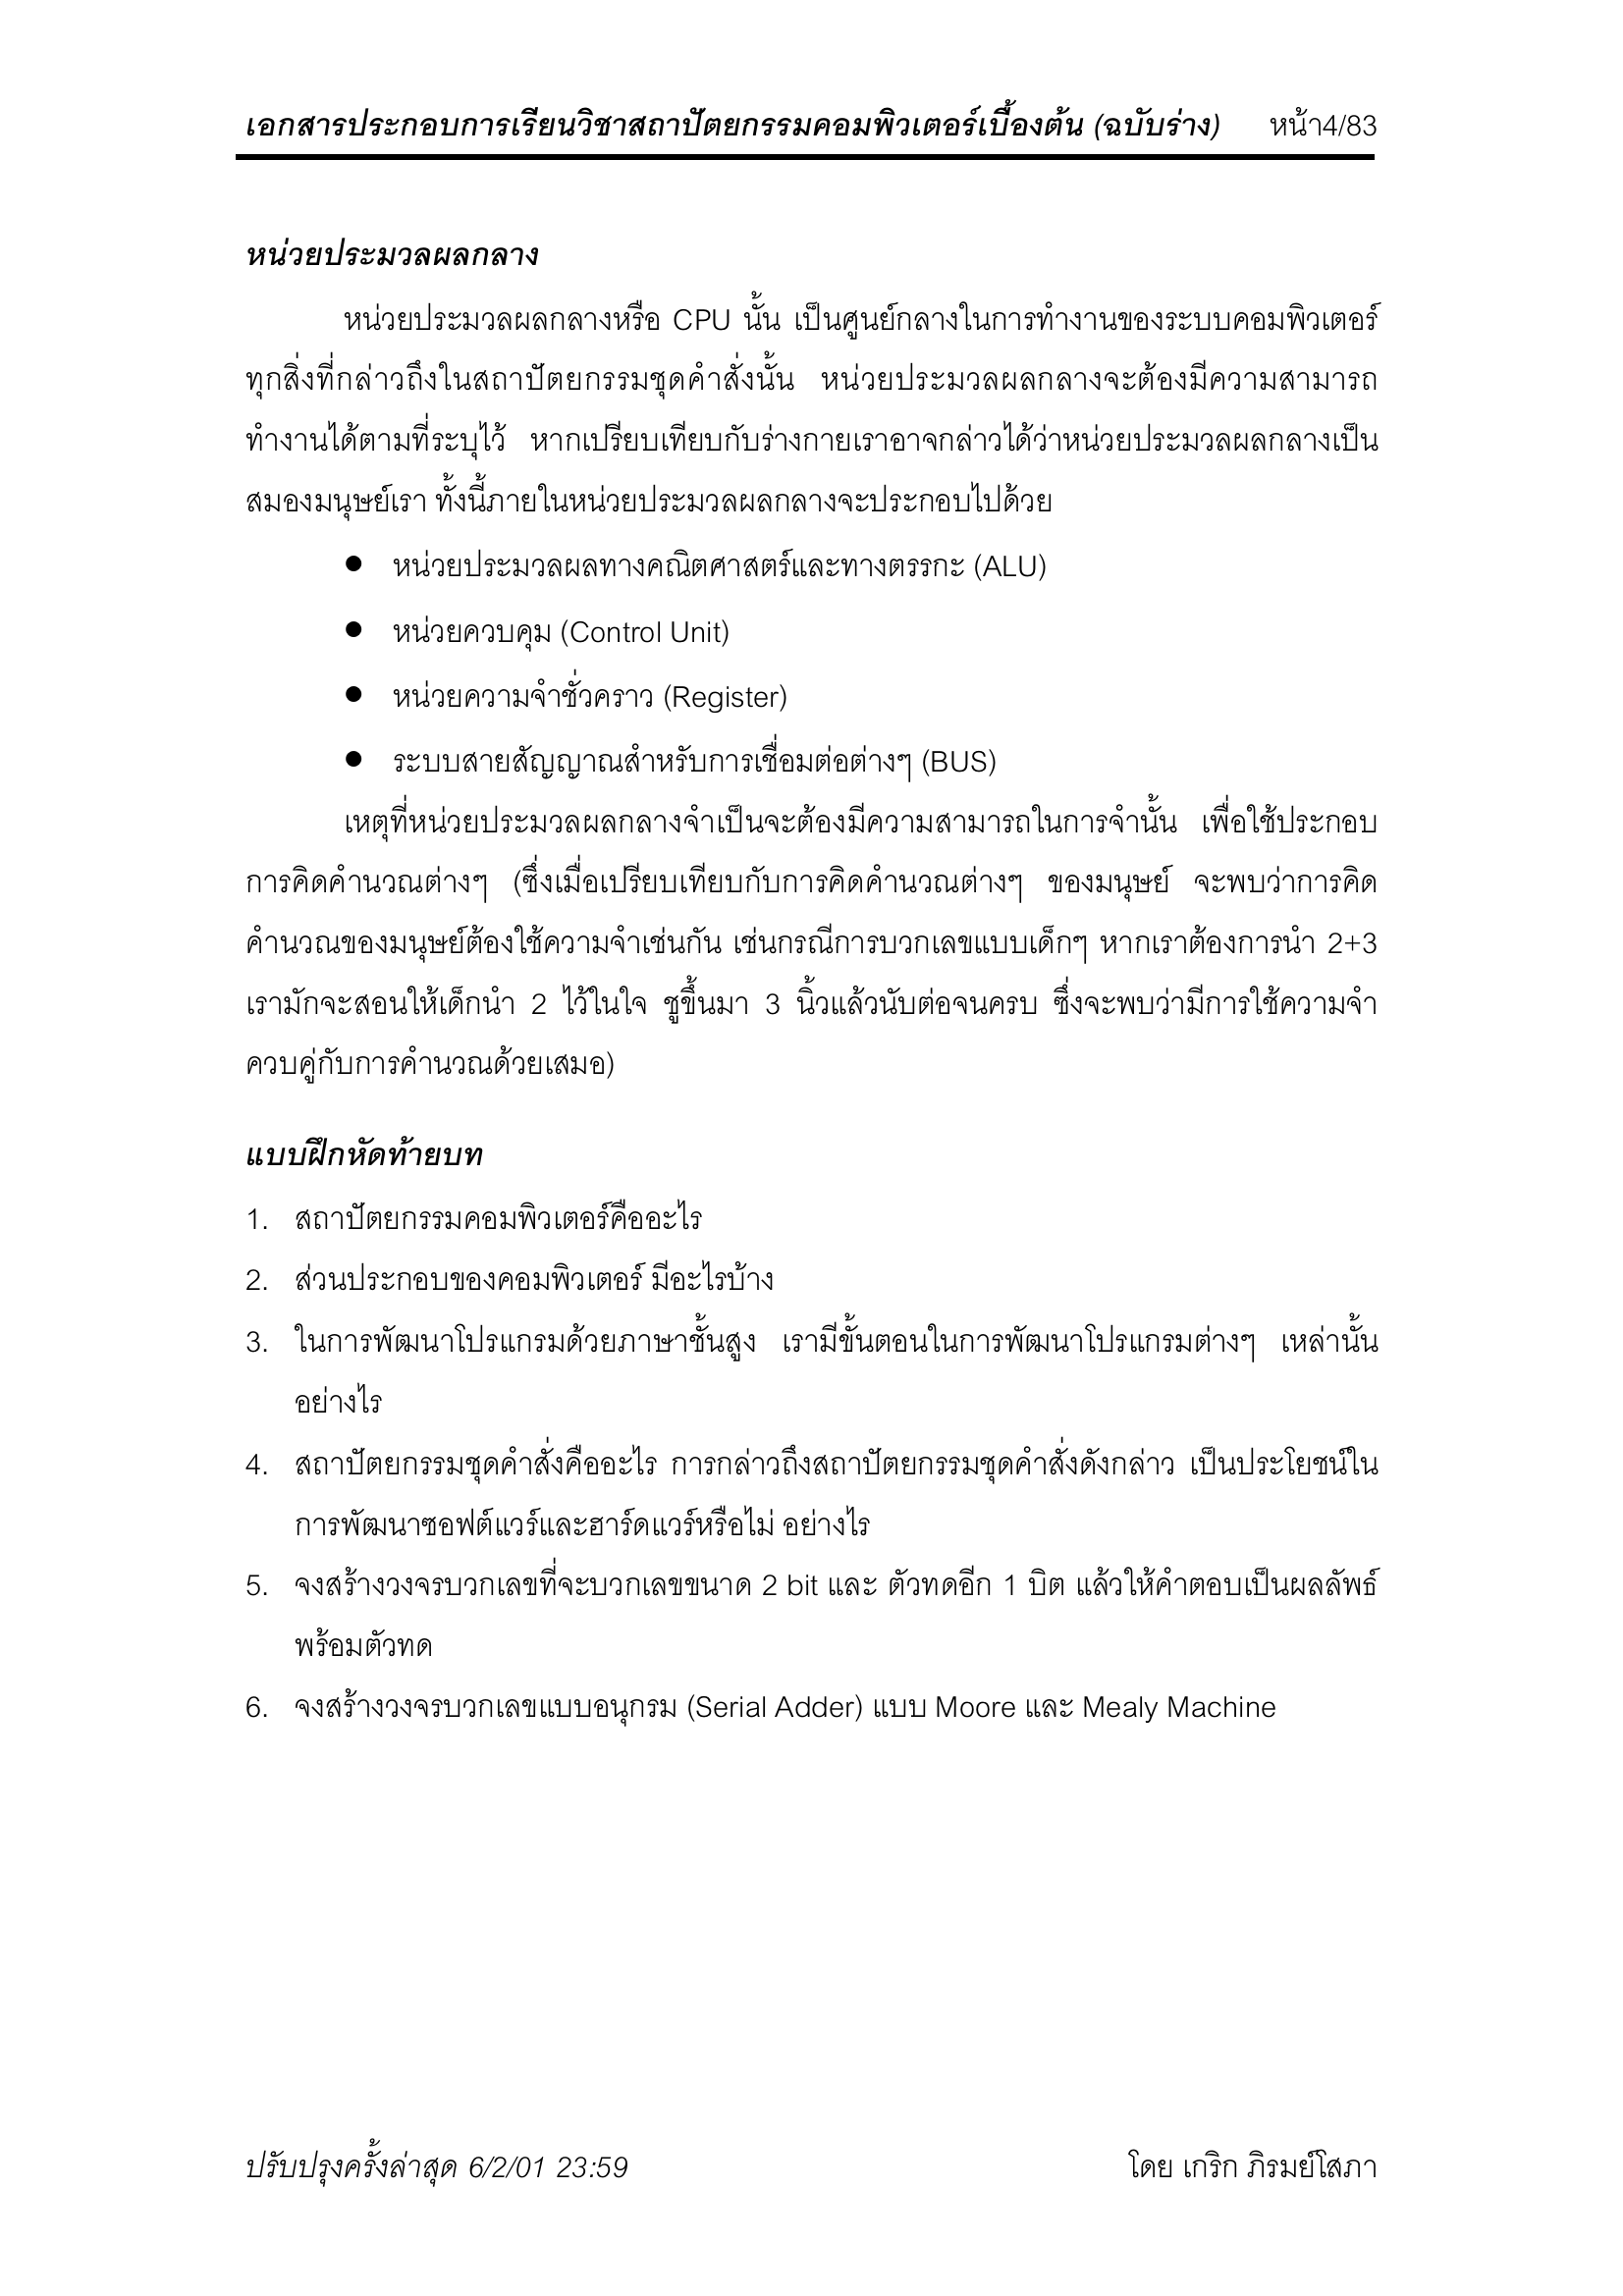 เอกสารประกอบการเรียนวิชาสถาปัตยกรรมคอมพิวเตอร์เบื้องต้น (ฉบับร่าง) หน้า4/83
หน่วยประมวลผลกลาง
หน่วยประมวลผลกลางหรือ CPU นั้น เป็นศูนย์กลางในการทำงานของระบบคอมพิวเตอร์
ทุกสิ่งที่กล่าวถึงในสถาปัตยกรรมชุดคำสั่งนั้น หน่วยประมวลผลกลางจะต้องมีความสามารถ
ทำงานได้ตามที่ระบุไว้ หากเปรียบเทียบกับร่างกายเราอาจกล่าวได้ว่าหน่วยประมวลผลกลางเป็น
สมองมนุษย์เรา ทั้งนี้ภายในหน่วยประมวลผลกลางจะประกอบไปด้วย
● หน่วยประมวลผลทางคณิตศาสตร์และทางตรรกะ (ALU)
● หน่วยควบคุม (Control Unit)
● หน่วยความจำชั่วคราว (Register)
● ระบบสายสัญญาณสำหรับการเชื่อมต่อต่างๆ (BUS)
เหตุที่หน่วยประมวลผลกลางจำเป็นจะต้องมีความสามารถในการจำนั้น เพื่อใช้ประกอบ
การคิดคำนวณต่างๆ (ซึ่งเมื่อเปรียบเทียบกับการคิดคำนวณต่างๆ ของมนุษย์ จะพบว่าการคิด
คำนวณของมนุษย์ต้องใช้ความจำเช่นกัน เช่นกรณีการบวกเลขแบบเด็กๆ หากเราต้องการนำ 2+3
เรามักจะสอนให้เด็กนำ 2 ไว้ในใจ ชูขึ้นมา 3 นิ้วแล้วนับต่อจนครบ ซึ่งจะพบว่ามีการใช้ความจำ
ควบคู่กับการคำนวณด้วยเสมอ)
แบบฝึกหัดท้ายบท
1. สถาปัตยกรรมคอมพิวเตอร์คืออะไร
2. ส่วนประกอบของคอมพิวเตอร์ มีอะไรบ้าง
3. ในการพัฒนาโปรแกรมด้วยภาษาชั้นสูง เรามีขั้นตอนในการพัฒนาโปรแกรมต่างๆ เหล่านั้น
อย่างไร
4. สถาปัตยกรรมชุดคำสั่งคืออะไร การกล่าวถึงสถาปัตยกรรมชุดคำสั่งดังกล่าว เป็นประโยชน์ใน
การพัฒนาซอฟต์แวร์และฮาร์ดแวร์หรือไม่ อย่างไร
5. จงสร้างวงจรบวกเลขที่จะบวกเลขขนาด 2 bit และ ตัวทดอีก 1 บิต แล้วให้คำตอบเป็นผลลัพธ์
พร้อมตัวทด
6. จงสร้างวงจรบวกเลขแบบอนุกรม (Serial Adder) แบบ Moore และ Mealy Machine
ปรับปรุงครั้งล่าสุด 6/2/01 23:59 โดย เกริก ภิรมย์โสภา